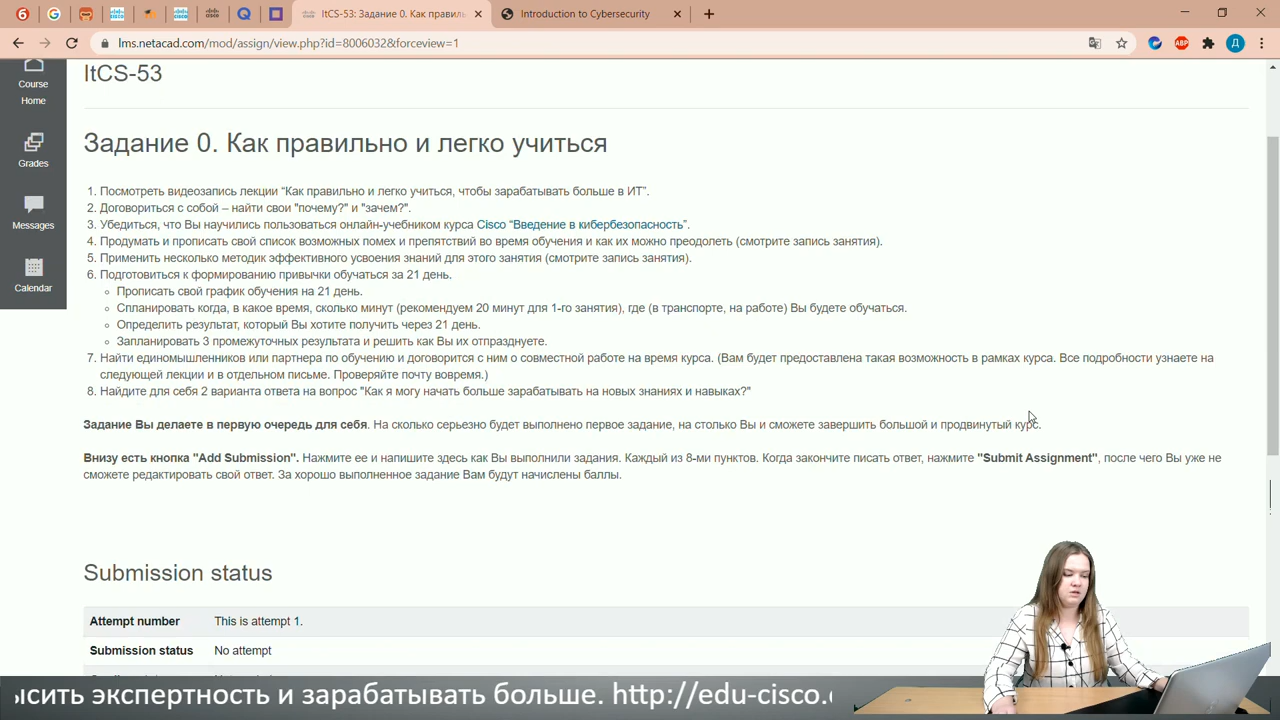 ItCS-53: Задание 0. Как правиль
Introduction to Cybersecurity
lms.netacad.com/mod/assign/view.php?id=8006032&forceview=1
ABP
Д
Course
Home
Grades
Messages
Calendar
ItCS-53
Задание 0. Как правильно и легко учиться
1. Посмотреть видеозапись лекции “Как правильно и легко учиться, чтобы зарабатывать больше в ИТ”.
2. Договориться с собой – найти свои "почему?" и "зачем?".
3. Убедиться, что Вы научились пользоваться онлайн-учебником курса Cisco “Введение в кибербезопасность”.
4. Продумать и прописать свой список возможных помех и препятствий во время обучения и как их можно преодолеть (смотрите запись занятия).
5. Применить несколько методик эффективного усвоения знаний для этого занятия (смотрите запись занятия).
6. Подготовиться к формированию привычки обучаться за 21 день.
Прописать свой график обучения на 21 день.
Спланировать когда, в какое время, сколько минут (рекомендуем 20 минут для 1-го занятия), где (в транспорте, на работе) Вы будете обучаться.
Определить результат, который Вы хотите получить через 21 день.
Запланировать 3 промежуточных результата и решить как Вы их отпразднуете.
7. Найти единомышленников или партнера по обучению и договорится с ним о совместной работе на время курса. (Вам будет предоставлена такая возможность в рамках курса. Все подробности узнаете на
следующей лекции и в отдельном письме. Проверяйте почту вовремя.)
8. Найдите для себя 2 варианта ответа на вопрос "Как я могу начать больше зарабатывать на новых знаниях и навыках?"
Задание Вы делаете в первую очередь для себя. На сколько серьезно будет выполнено первое задание, на столько Вы и сможете завершить большой и продвинутый курс.
Внизу есть кнопка "Add Submission". Нажмите ее и напишите здесь как Вы выполнили задания. Каждый из 8-ми пунктов. Когда закончите писать ответ, нажмите "Submit Assignment", после чего Вы уже не
сможете редактировать свой ответ. За хорошо выполненное задание Вам будут начислены баллы.
Submission status
Attempt number This is attempt 1.
Submission status No attempt
ысить экспертность и зарабатывать больше. http://edu-cisco.